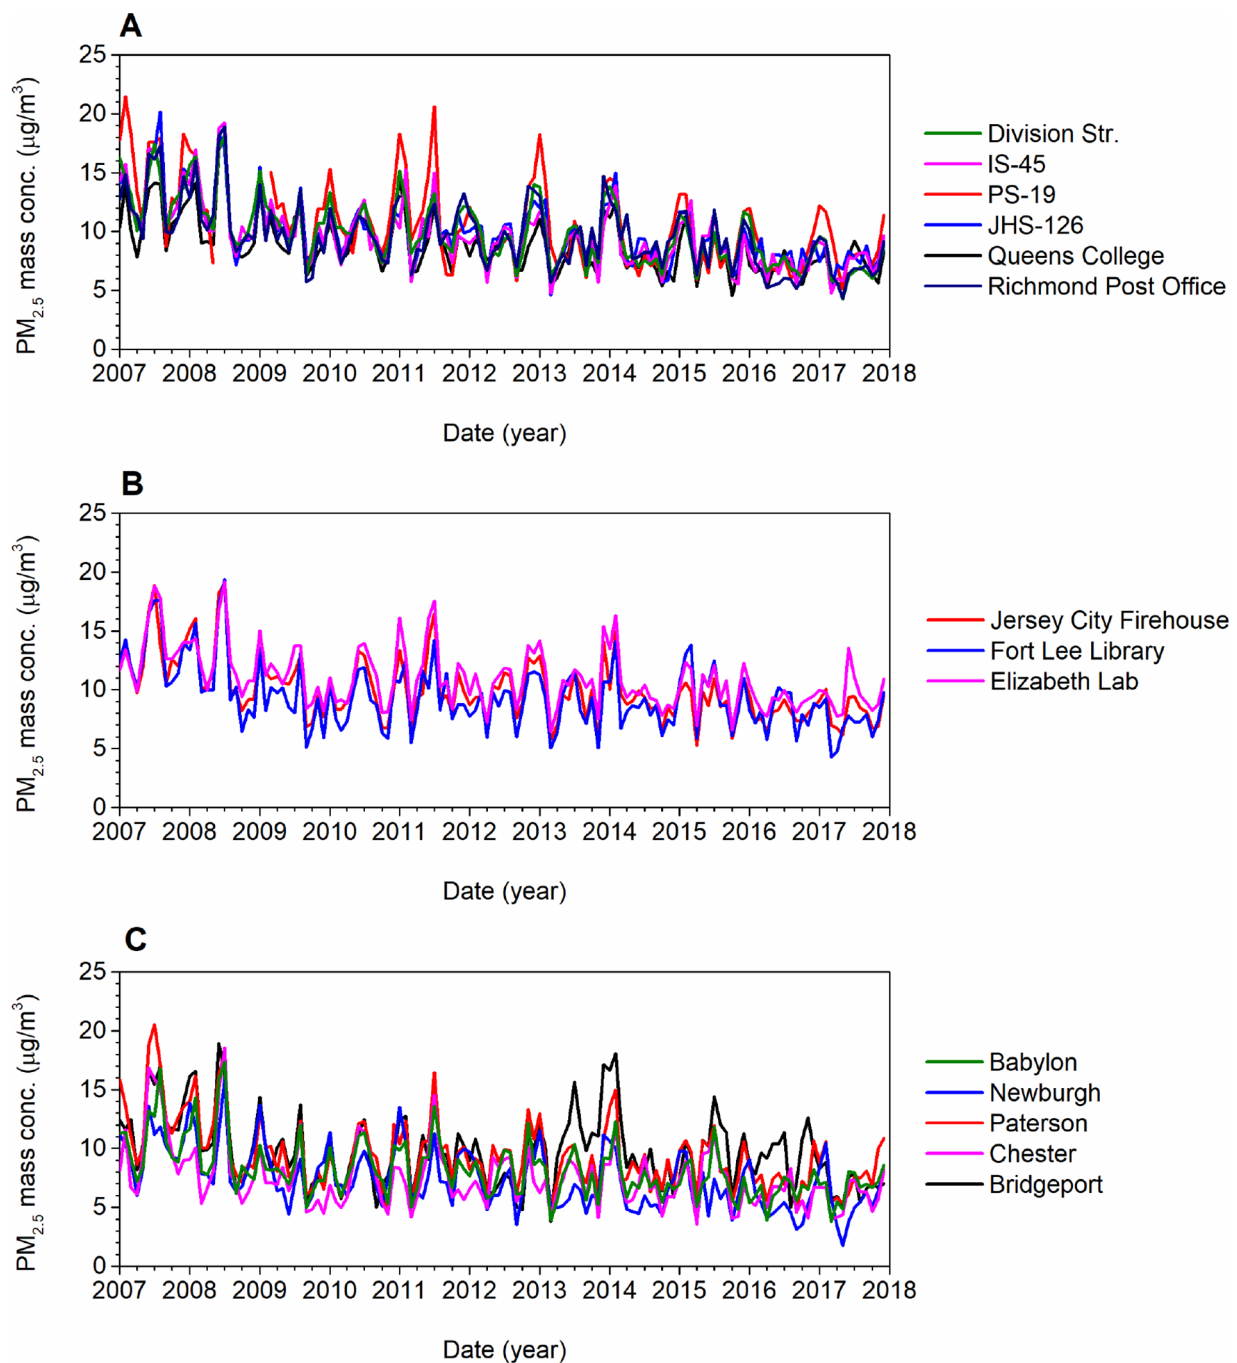 A
PM2.5 mass conc. (μg/m3)
25
20
15
10
5
0
2007 2008 2009 2010 2011 2012 2013 2014 2015 2016 2017 2018
Date (year)
Division Str.
IS-45
PS-19
JHS-126
Queens College
Richmond Post Office
B
PM2.5 mass conc. (μg/m3)
25
20
15
10
5
0
2007 2008 2009 2010 2011 2012 2013 2014 2015 2016 2017 2018
Date (year)
Jersey City Firehouse
Fort Lee Library
Elizabeth Lab
C
PM2.5 mass conc. (μg/m3)
25
20
15
10
5
0
2007 2008 2009 2010 2011 2012 2013 2014 2015 2016 2017 2018
Date (year)
Babylon
Newburgh
Paterson
Chester
Bridgeport